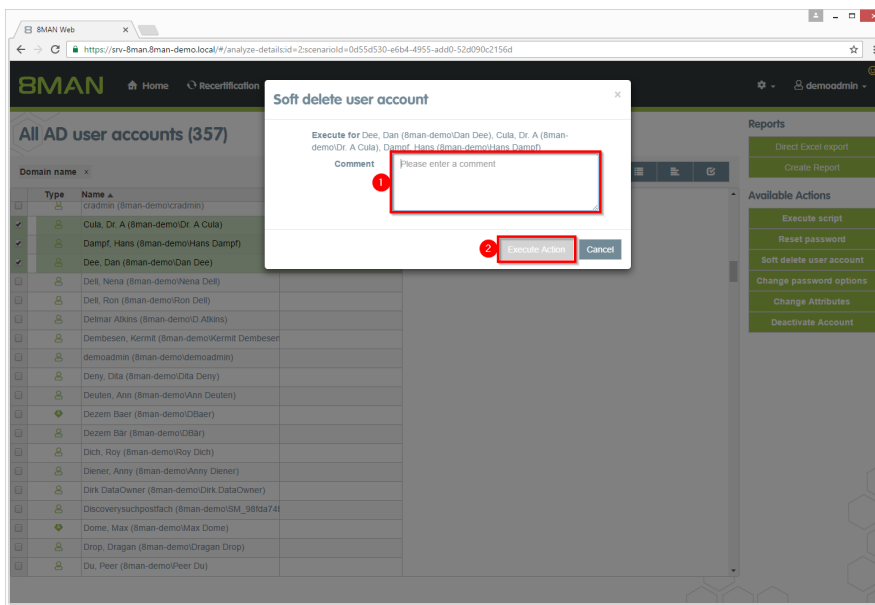 8MAN Web
https://srv-8man.8man-demo.local/#/analyze-details;id=2;scenarioId=0d55d530-e6b4-4955-add0-52d090c2156d
8MAN
Home
Recertification
demoadmin
Soft delete user account
×
Execute for Dee, Dan (8man-demo\Dan Dee), Cula, Dr. A (8man-
demo\Dr. A Cula), Dampf, Hans (8man-demo\Hans Dampf)
Comment
Please enter a comment
1
2
Execute Action
Cancel
All AD user accounts (357)
Domain name ×
Type
Name
cradmin (8man-demo\cradmin)
Cula, Dr. A (8man-demo\Dr. A Cula)
Dampf, Hans (8man-demo\Hans Dampf)
Dee, Dan (8man-demo\Dan Dee)
Dell, Nena (8man-demo\Nena Dell)
Dell, Ron (8man-demo\Ron Dell)
Delmar Atkins (8man-demo\D.Atkins)
Dembesen, Kermit (8man-demo\Kermit Dembesen
demoadmin (8man-demo\demoadmin)
Deny, Dita (8man-demo\Dita Deny)
Deuten, Ann (8man-demo\Ann Deuten)
Dezem Baer (8man-demo\DBaer)
Dezem Bär (8man-demo\DBär)
Dich, Roy (8man-demo\Roy Dich)
Diener, Anny (8man-demo\Anny Diener)
Dirk.DataOwner (8man-demo\Dirk.DataOwner)
Discoverysuchpostfach (8man-demo\SM_98fda74
Dome, Max (8man-demo\Max Dome)
Drop, Dragan (8man-demo\Dragan Drop)
Du, Peer (8man-demo\Peer Du)
Reports
Direct Excel export
Create Report
Available Actions
Execute script
Reset password
Soft delete user account
Change password options
Change Attributes
Deactivate Account